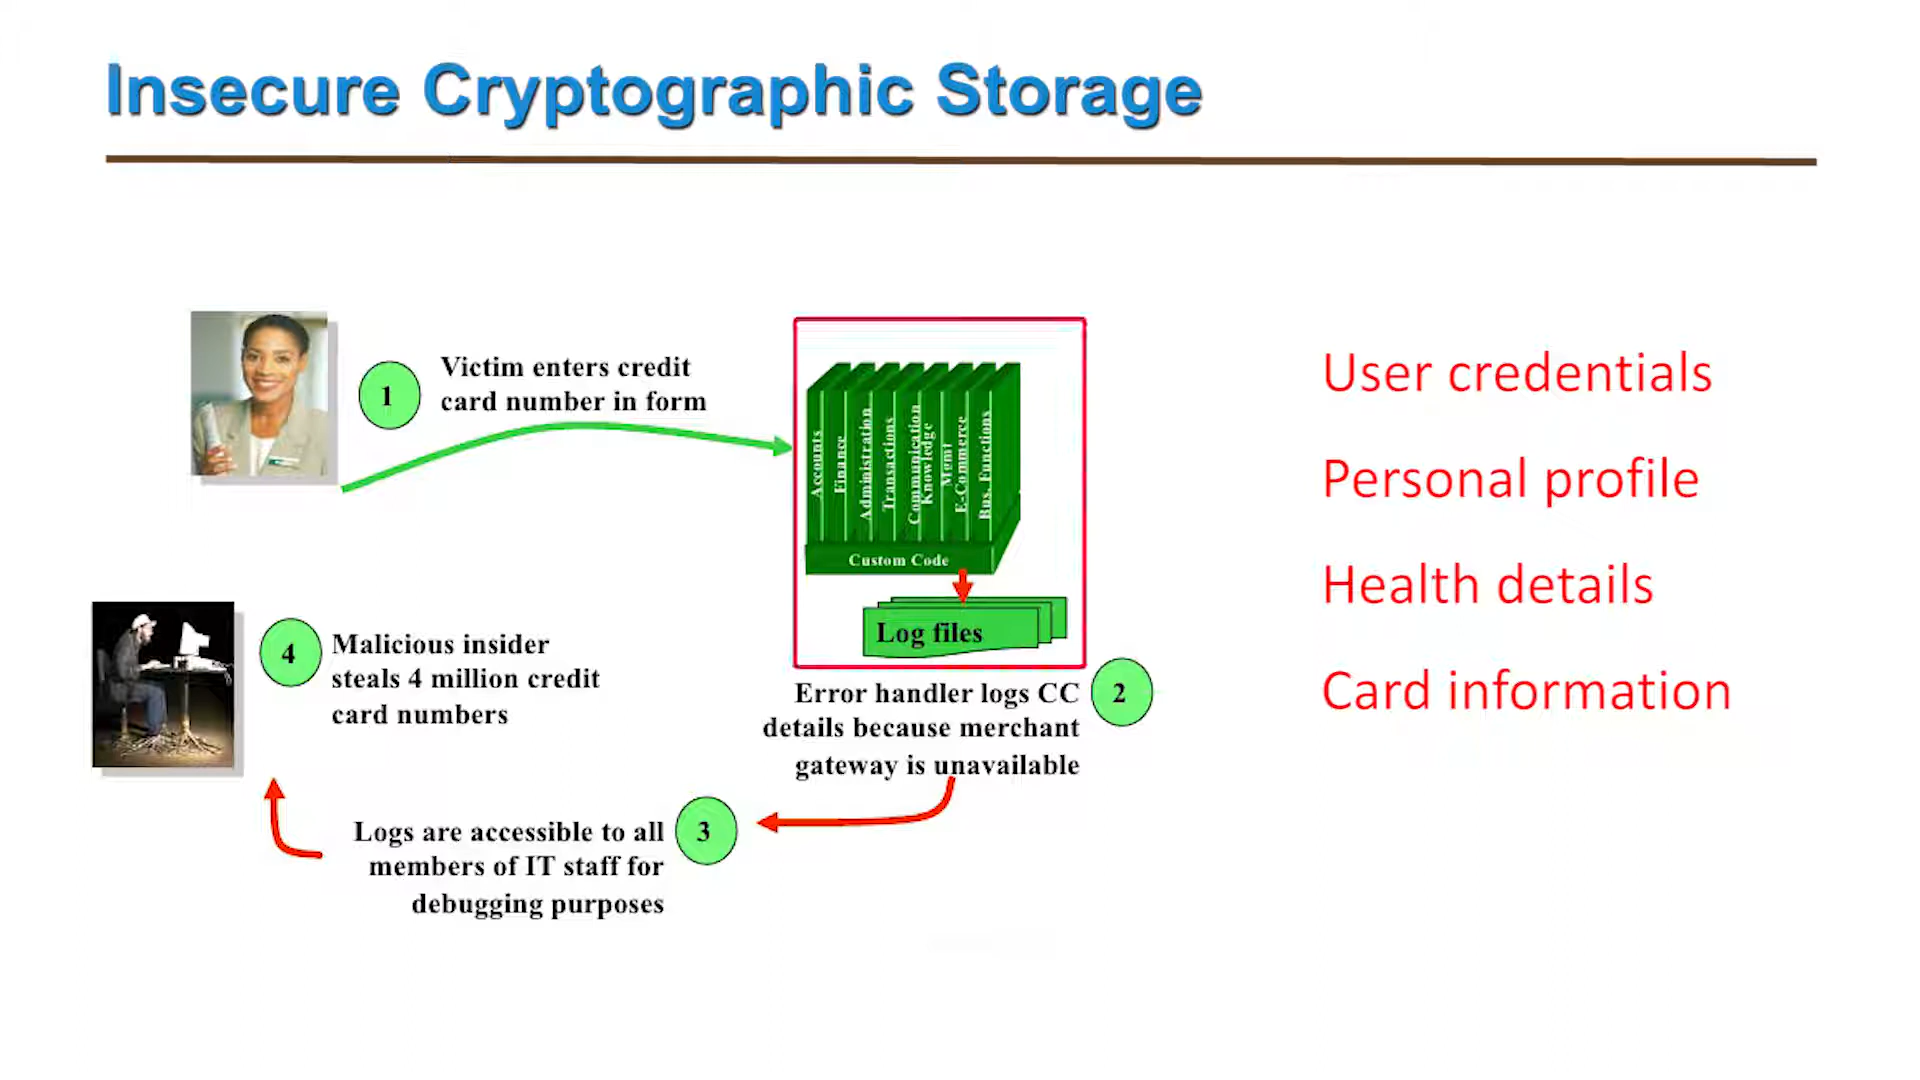 Insecure Cryptographic Storage
1
Victim enters credit
card number in form
Accounts
Finance
Administration
Transactions
Communication
Knowledge
Mgmt
E-Commerce
Bus. Functions
Custom Code
Log files
Error handler logs CC
details because merchant
gateway is unavailable
2
Logs are accessible to all
members of IT staff for
debugging purposes
3
4
Malicious insider
steals 4 million credit
card numbers
User credentials
Personal profile
Health details
Card information